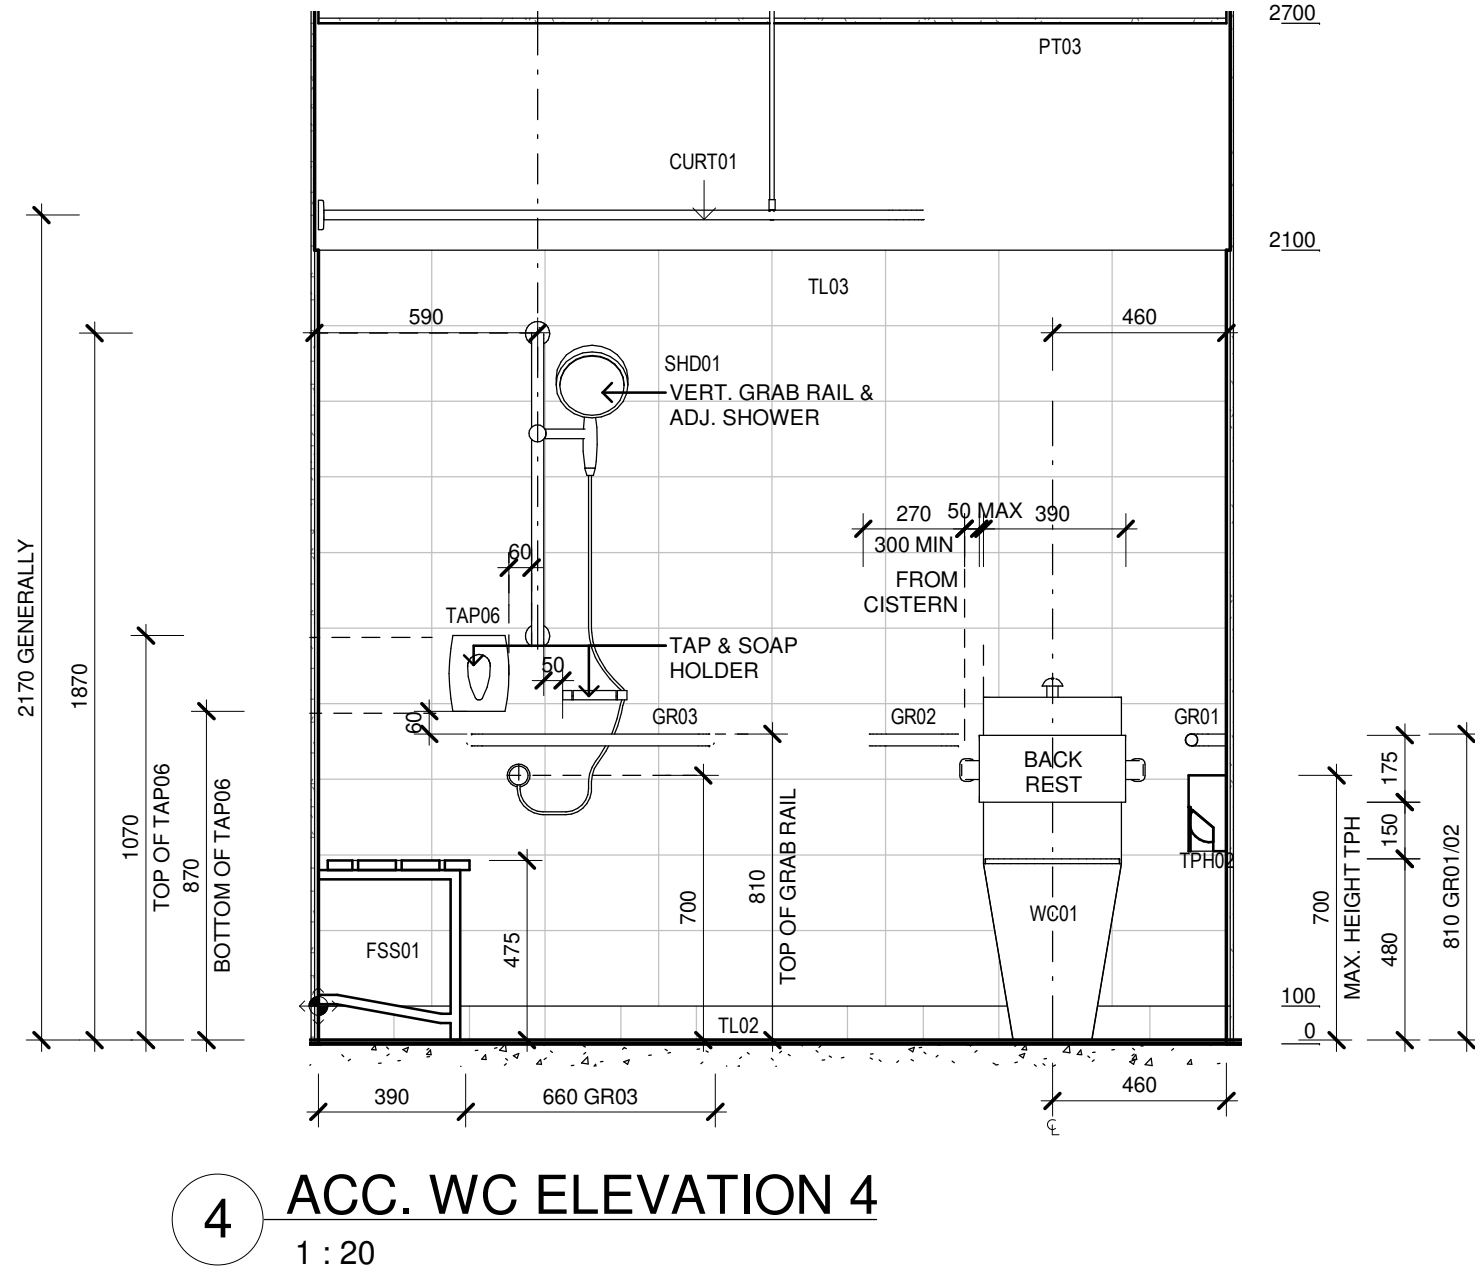 2700
PT03
CURT01
2100
TL03
590
460
SHD01
VERT. GRAB RAIL &
ADJ. SHOWER
270
50 MAX
390
300 MIN
FROM
CISTERN
60
TAP06
TAP & SOAP
HOLDER
50
60
GR03
GR02
GR01
BACK
REST
TPH02
WC01
FSS01
TL02
2170 GENERALLY
1870
1070
TOP OF TAP06
870
BOTTOM OF TAP06
475
700
810
TOP OF GRAB RAIL
100
0
700
MAX. HEIGHT TPH
175
150
480
810 GR01/02
390
660 GR03
460
℄
4
ACC. WC ELEVATION 4
1 : 20